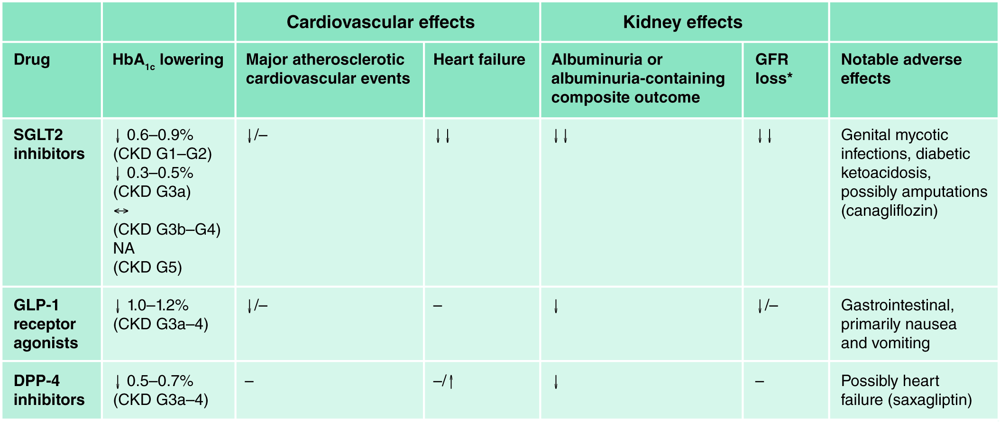 Cardiovascular effects
Kidney effects
Drug
HbA1c lowering
Major atherosclerotic
cardiovascular events
Heart failure
Albuminuria or
albuminuria-containing
composite outcome
GFR
loss*
Notable adverse
effects
SGLT2
inhibitors
↓ 0.6–0.9%
(CKD G1–G2)
↓ 0.3–0.5%
(CKD G3a)
↔
(CKD G3b–G4)
NA
(CKD G5)
↓/–
↓↓
↓↓
↓↓
Genital mycotic
infections, diabetic
ketoacidosis,
possibly amputations
(canagliflozin)
GLP-1
receptor
agonists
↓ 1.0–1.2%
(CKD G3a–4)
↓/–
–
↓
↓/–
Gastrointestinal,
primarily nausea
and vomiting
DPP-4
inhibitors
↓ 0.5–0.7%
(CKD G3a–4)
–
–/↑
↓
–
Possibly heart
failure (saxagliptin)